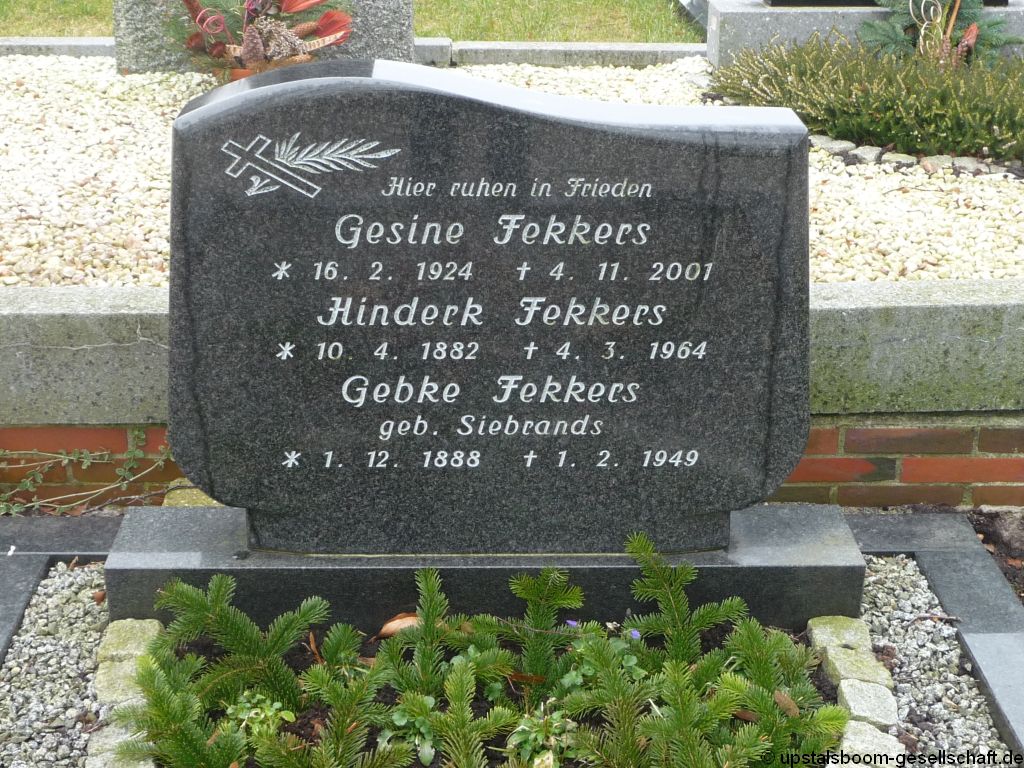 Hier ruhen in Frieden
Gesine Fekkers
* 16. 2. 1924 † 4. 11. 2001
Hinderk Fekkers
* 10. 4. 1882 † 4. 3. 1964
Gebke Fekkers
geb. Siebrands
* 1. 12. 1888 † 1. 2. 1949
© upstalsboom-gesellschaft.de